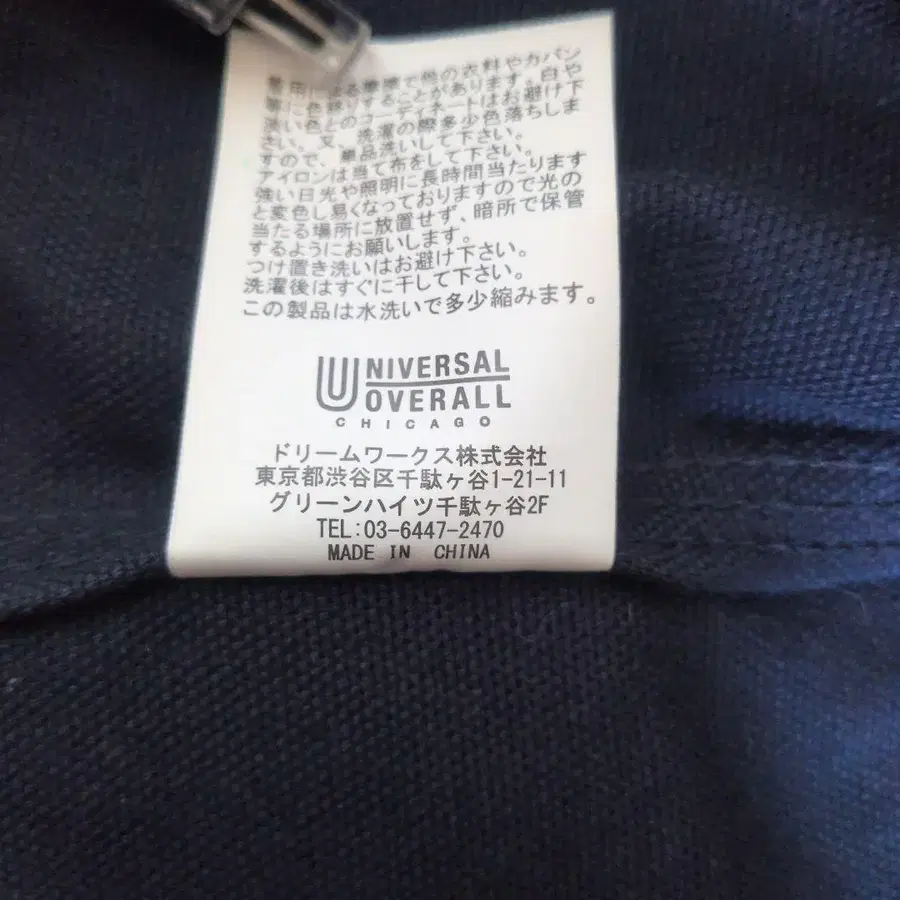 着用による摩擦で他の衣料やカバン
等に色移りすることがあります。白や
淡い色とのコーディネートはお避け下
さい。又、洗濯の際多少色落ちしま
すので、単品洗いして下さい。
アイロンは当て布をして下さい。
強い日光や照明に長時間当たります
と変色し易くなっておりますので光の
当たる場所に放置せず、暗所で保管
するようにお願いします。
つけ置き洗いはお避け下さい。
洗濯後はすぐに干して下さい。
この製品は水洗いで多少縮みます。
UNIVERSAL
OVERALL
CHICAGO
ドリームワークス株式会社
東京都渋谷区千駄ヶ谷1-21-11
グリーンハイツ千駄ヶ谷2F
TEL:03-6447-2470
MADE IN CHINA